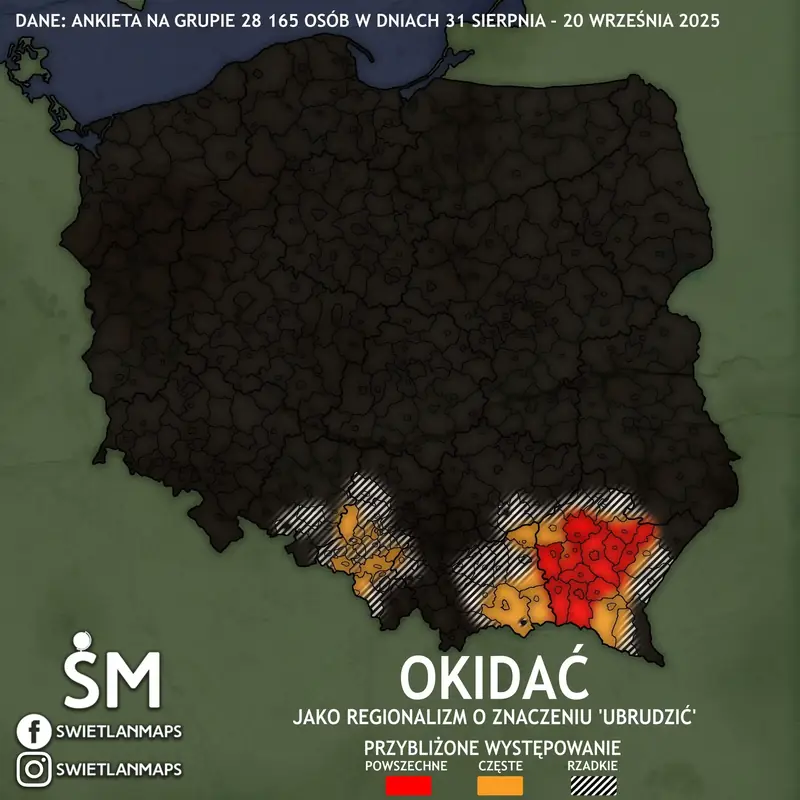 DANE: ANKIETA NA GRUPIE 28 165 OSÓB W DNIACH 31 SIERPNIA - 20 WRZEŚNIA 2025
ŚM
SWIETLANMAPS
SWIETLANMAPS
OKIDAĆ
JAKO REGIONALIZM O ZNACZENIU 'UBRUDZIĆ'
PRZYBLIŻONE WYSTĘPOWANIE
POWSZECHNE CZĘSTE RZADKIE